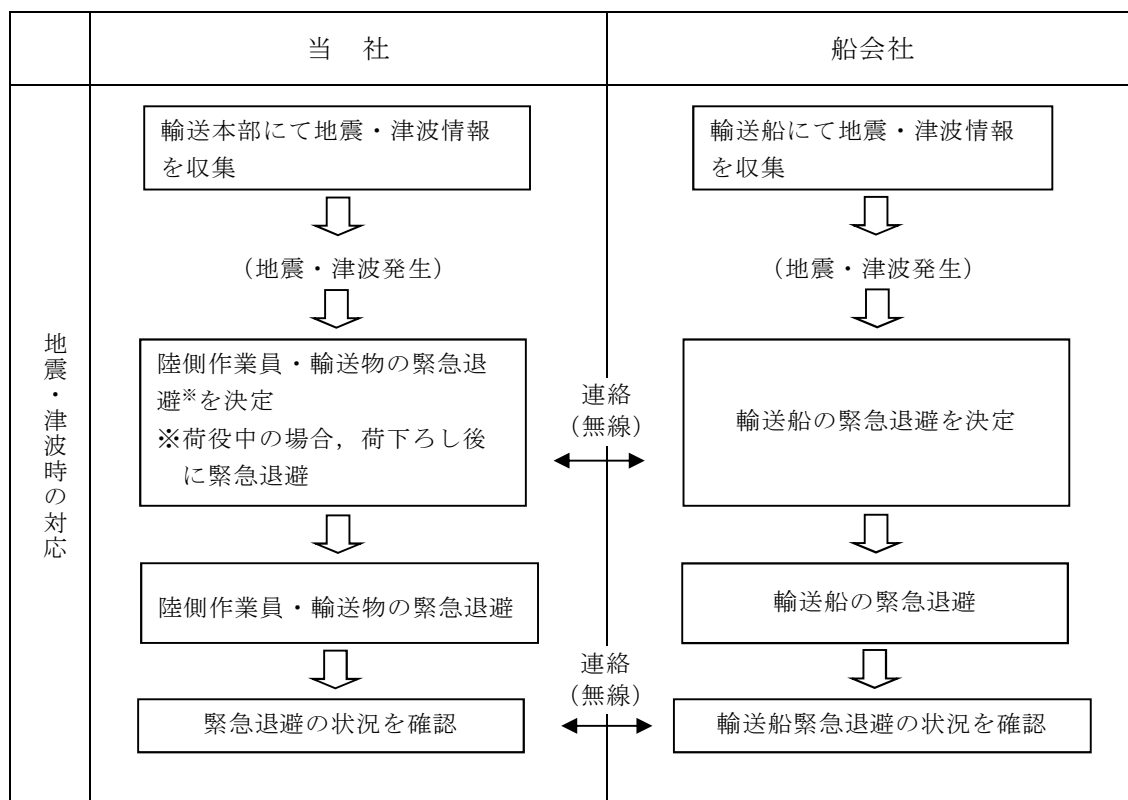 当 社
船会社
地震・津波時の対応
輸送本部にて地震・津波情報
を収集
(地震・津波発生)
陸側作業員・輸送物の緊急退
避※を決定
※荷役中の場合，荷下ろし後
に緊急退避
陸側作業員・輸送物の緊急退避
緊急退避の状況を確認
連絡
(無線)
連絡
(無線)
輸送船にて地震・津波情報
を収集
(地震・津波発生)
輸送船の緊急退避を決定
輸送船の緊急退避
輸送船緊急退避の状況を確認